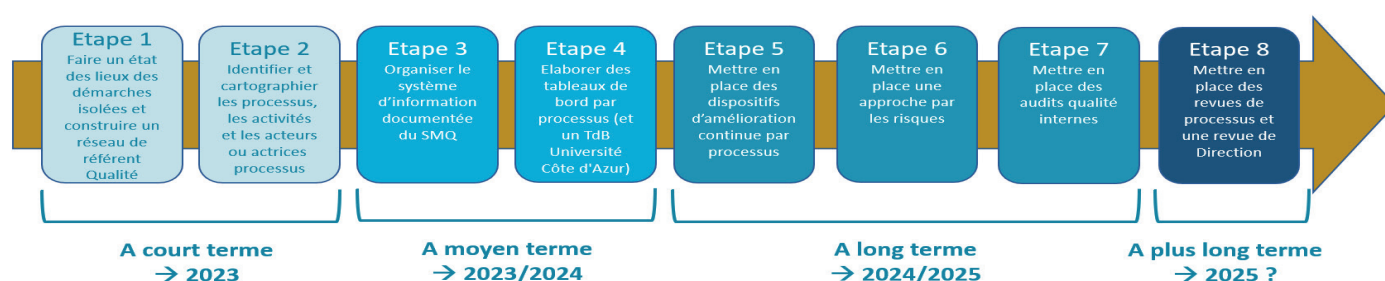 Etape 1
Faire un état
des lieux des
démarches
isolées et
construire un
réseau de
référent
Qualité
Etape 2
Identifier et
cartographier
les processus,
les activités
et les acteurs
ou actrices
processus
Etape 3
Organiser le
système
d'information
documentée
du SMQ
Etape 4
Elaborer des
tableaux de
bord par
processus (et
un TdB
Université
Côte d'Azur)
Etape 5
Mettre en
place des
dispositifs
d'amélioration
continue par
processus
Etape 6
Mettre en
place une
approche par
les risques
Etape 7
Mettre en
place des
audits qualité
internes
Etape 8
Mettre en
place des
revues de
processus et
une revue de
Direction
A court terme
→ 2023
A moyen terme
→ 2023/2024
A long terme
→ 2024/2025
A plus long terme
→ 2025 ?